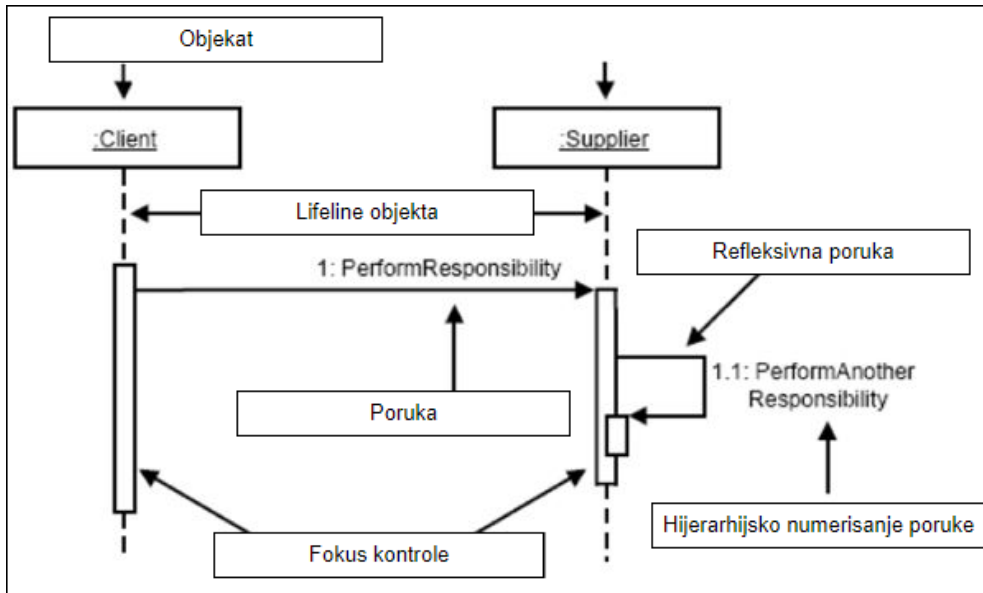 Objekat
:Client
:Supplier
Lifeline objekta
Refleksivna poruka
1: PerformResponsibility
1.1: PerformAnother
Responsibility
Poruka
Hijerarhijsko numerisanje poruke
Fokus kontrole